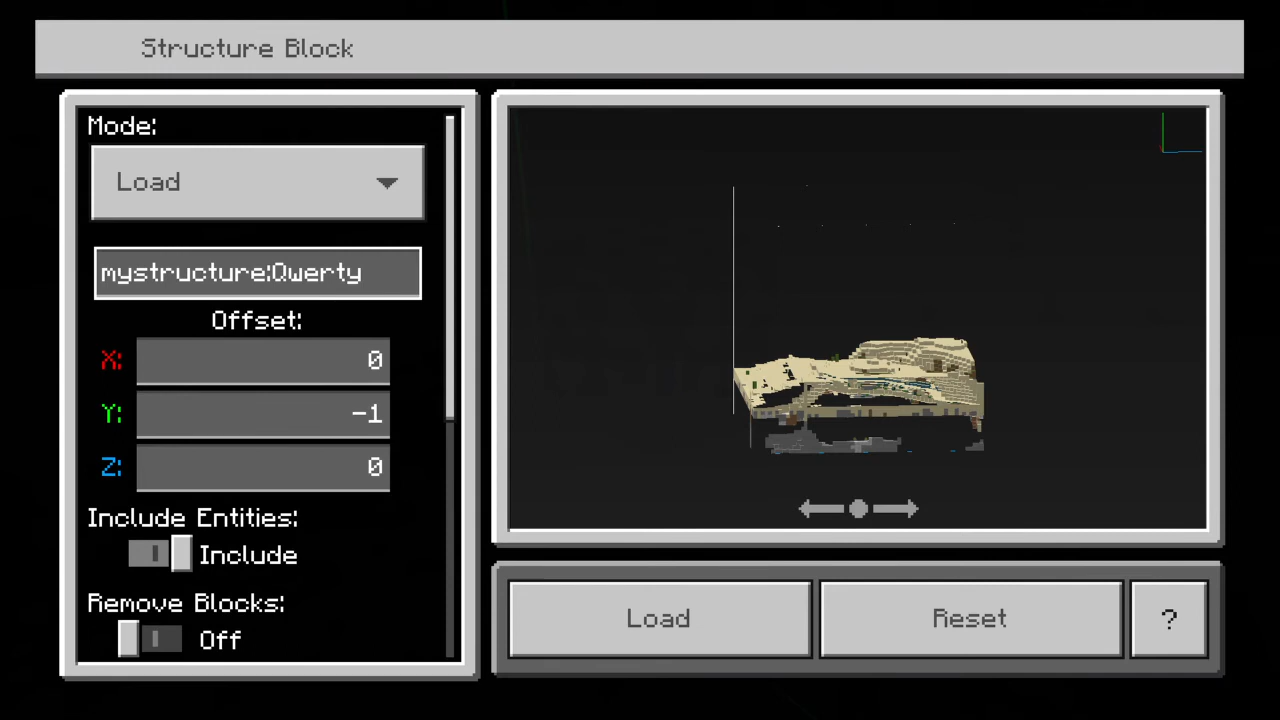 Structure Block
Mode:
Load
mystructure:Qwerty
Offset:
X: 0
Y: -1
Z: 0
Include Entities:
Include
Remove Blocks:
Off
Load
Reset
?